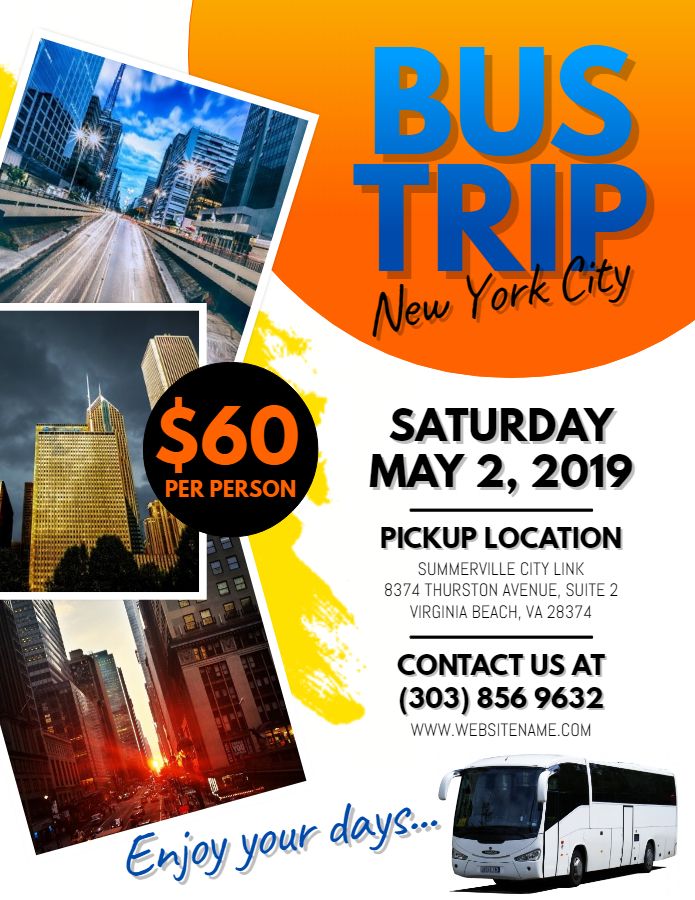 BUS
TRIP
New York City
$60
PER PERSON
SATURDAY
MAY 2, 2019
PICKUP LOCATION
SUMMERVILLE CITY LINK
8374 THURSTON AVENUE, SUITE 2
VIRGINIA BEACH, VA 28374
CONTACT US AT
(303) 856 9632
WWW.WEBSITENAME.COM
Enjoy your days...